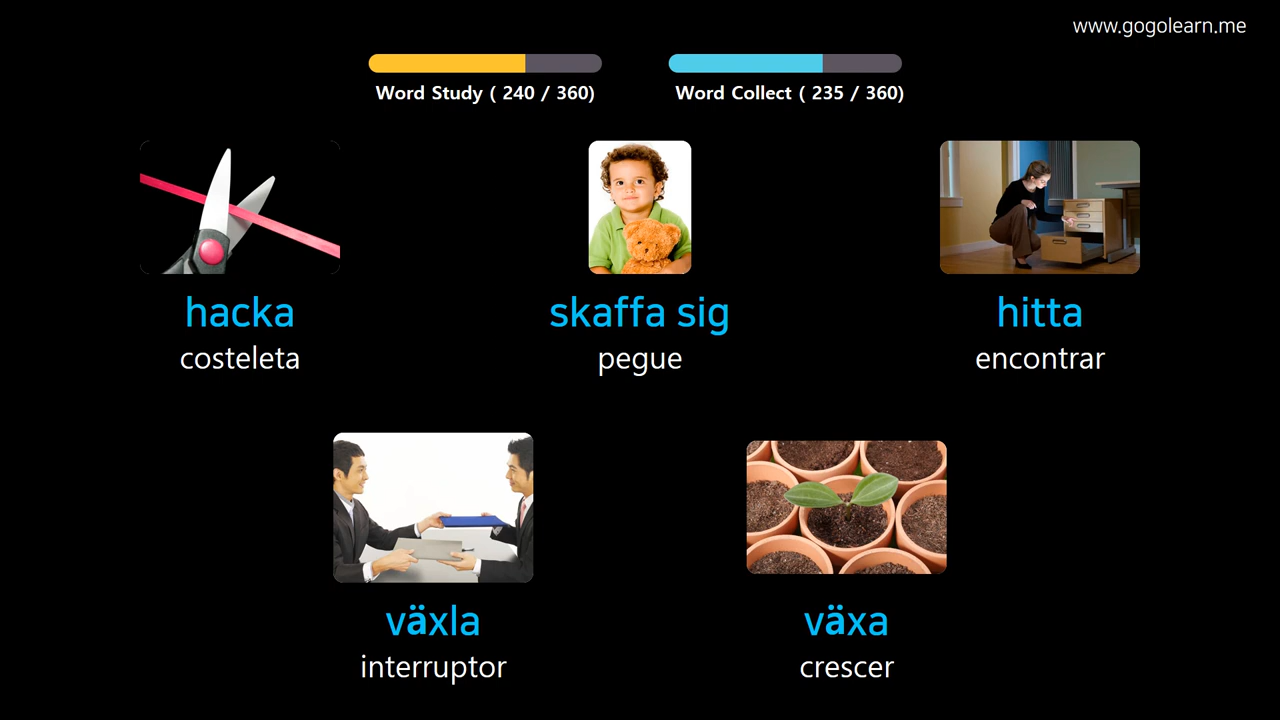 www.gogolearn.me
Word Study ( 240 / 360)
Word Collect ( 235 / 360)
hacka
costeleta
skaffa sig
pegue
hitta
encontrar
växla
interruptor
växa
crescer